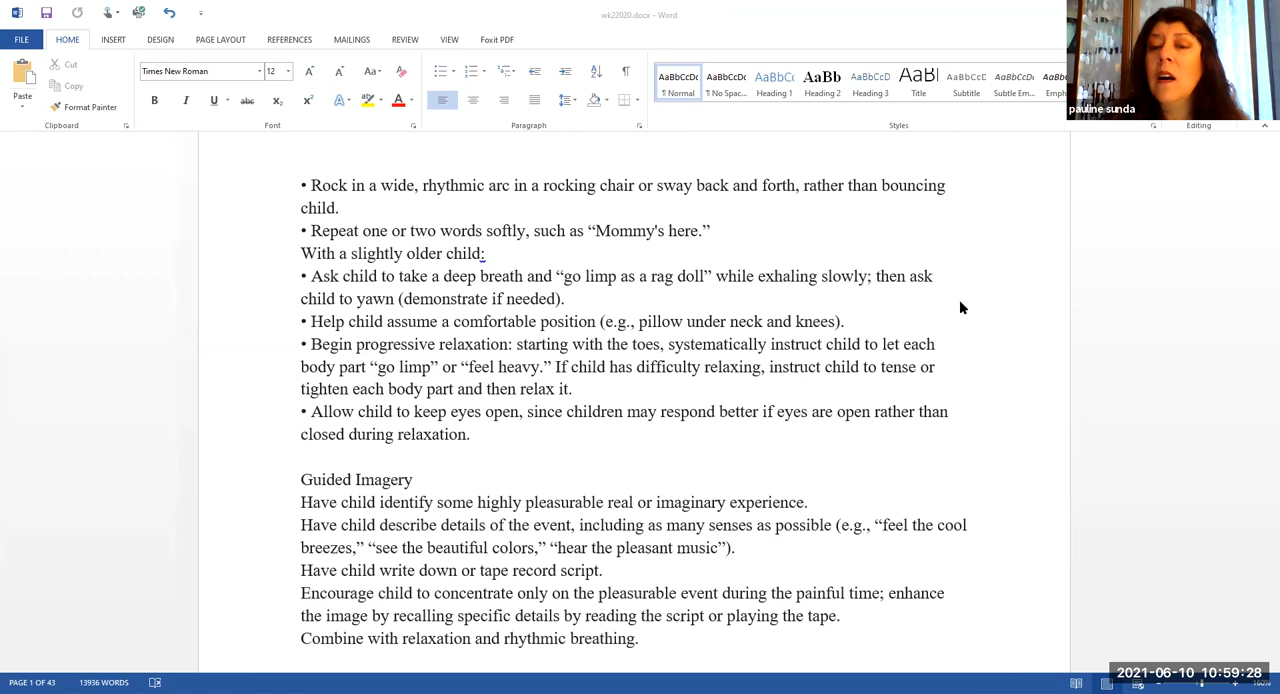 wk22020.docx - Word
FILE HOME INSERT DESIGN PAGE LAYOUT REFERENCES MAILINGS REVIEW VIEW Foxit PDF
Paste
Cut
Copy
Format Painter
Clipboard
Times New Roman 12
Font
Paragraph
AaBbCcDc AaBbCcDc AaBbCc AaBb AaBbCcD AaB AaBbCcD AaBbCcDc AaBbC
¶ Normal ¶ No Spac... Heading 1 Heading 2 Heading 3 Title Subtitle Subtle Em... Emph
Styles
Editing
pauline sunda
• Rock in a wide, rhythmic arc in a rocking chair or sway back and forth, rather than bouncing
child.
• Repeat one or two words softly, such as “Mommy's here.”
With a slightly older child:
• Ask child to take a deep breath and “go limp as a rag doll” while exhaling slowly; then ask
child to yawn (demonstrate if needed).
• Help child assume a comfortable position (e.g., pillow under neck and knees).
• Begin progressive relaxation: starting with the toes, systematically instruct child to let each
body part “go limp” or “feel heavy.” If child has difficulty relaxing, instruct child to tense or
tighten each body part and then relax it.
• Allow child to keep eyes open, since children may respond better if eyes are open rather than
closed during relaxation.
Guided Imagery
Have child identify some highly pleasurable real or imaginary experience.
Have child describe details of the event, including as many senses as possible (e.g., “feel the cool
breezes,” “see the beautiful colors,” “hear the pleasant music”).
Have child write down or tape record script.
Encourage child to concentrate only on the pleasurable event during the painful time; enhance
the image by recalling specific details by reading the script or playing the tape.
Combine with relaxation and rhythmic breathing.
PAGE 1 OF 43 13936 WORDS
2021-06-10 10:59:28